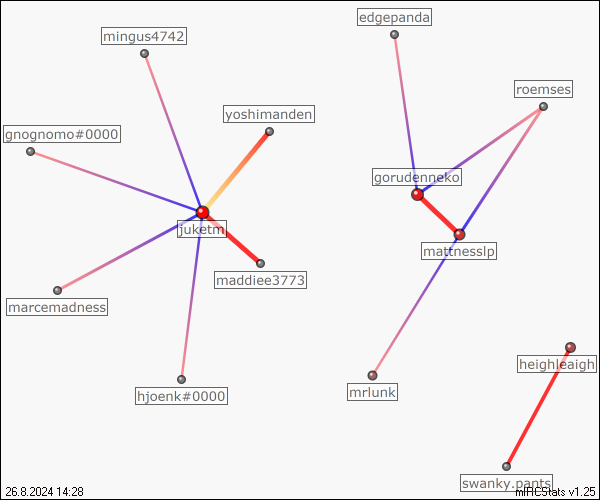 edgepanda
mingus4742
roemses
yoshimanden
gnognomo#0000
gorudenneko
juketm
mattnesslp
maddiee3773
marcemadness
heighleaigh
mrlunk
hjoenk#0000
swanky.pants
26.8.2024 14:28
mIRCStats v1.25